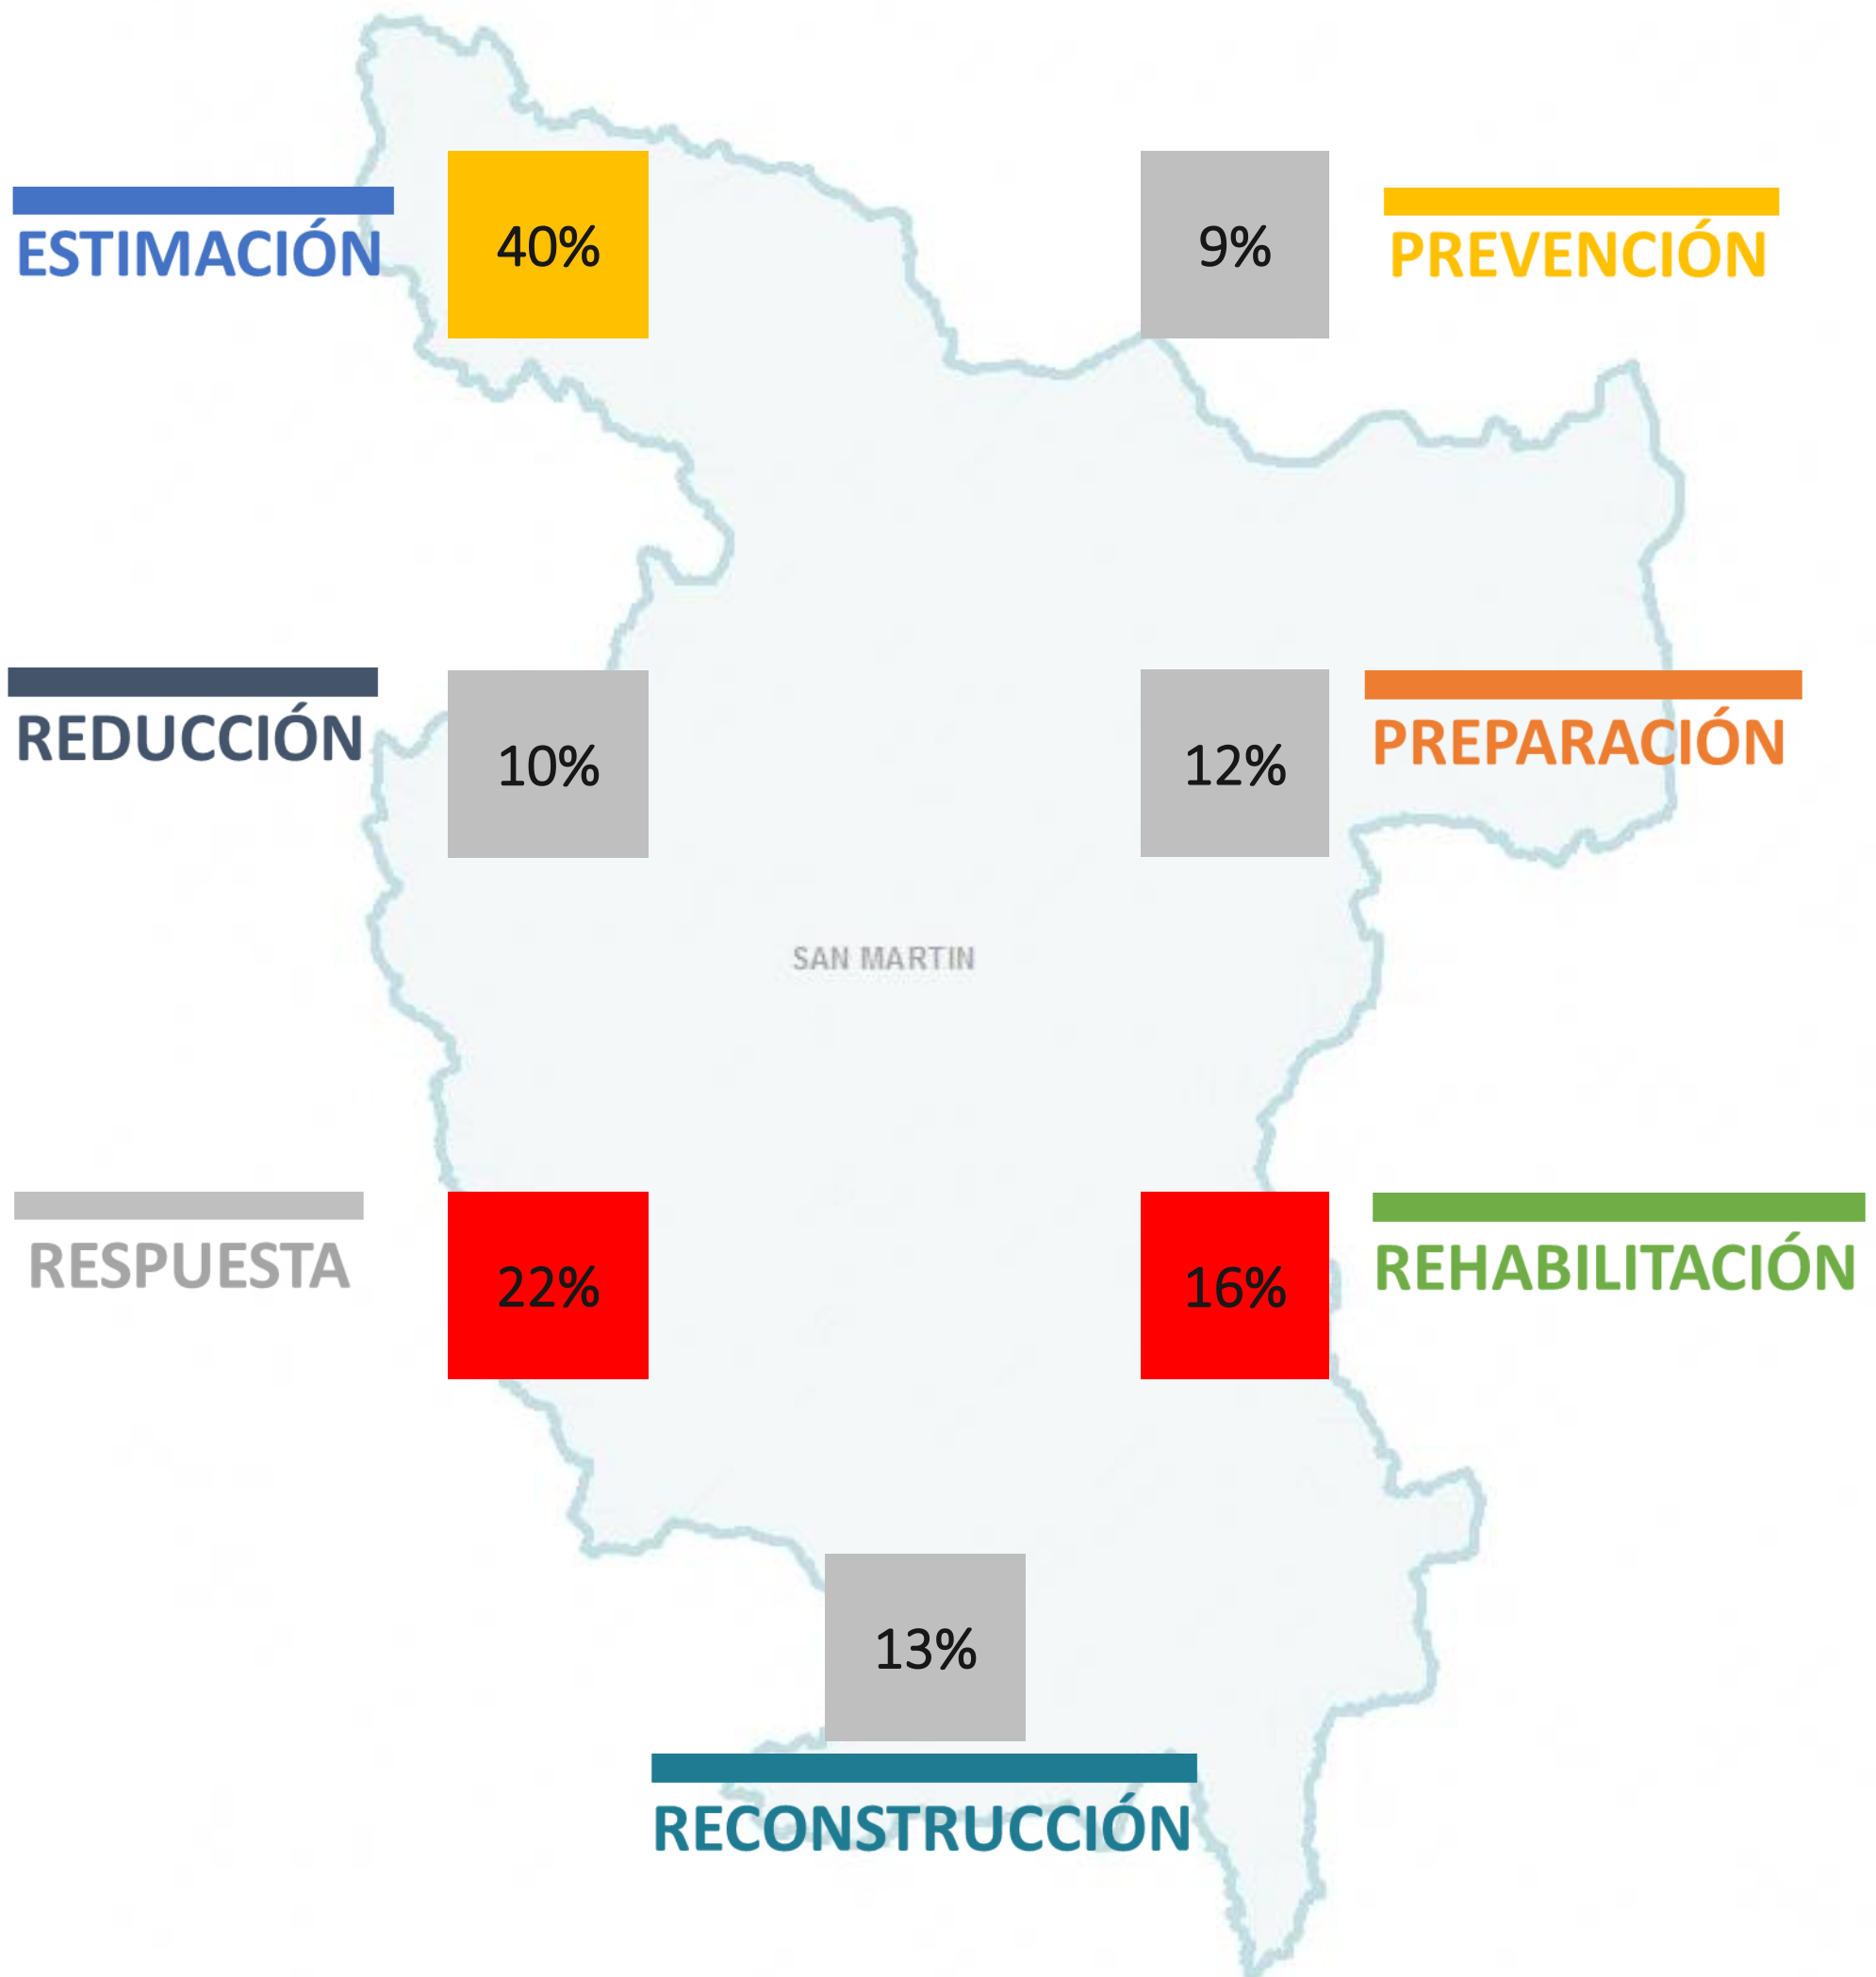 ESTIMACIÓN
40%
9%
PREVENCIÓN
REDUCCIÓN
10%
12%
PREPARACIÓN
SAN MARTIN
RESPUESTA
22%
16%
REHABILITACIÓN
13%
RECONSTRUCCIÓN